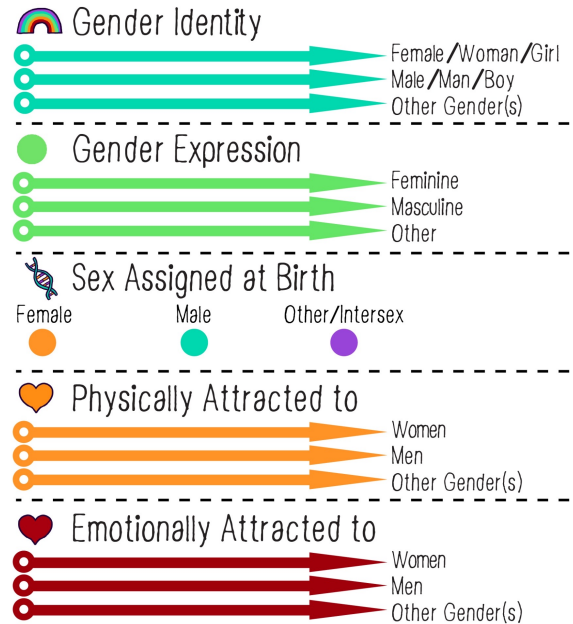 Gender Identity
Female/Woman/Girl
Male/Man/Boy
Other Gender(s)
Gender Expression
Feminine
Masculine
Other
Sex Assigned at Birth
Female Male Other/Intersex
Physically Attracted to
Women
Men
Other Gender(s)
Emotionally Attracted to
Women
Men
Other Gender(s)